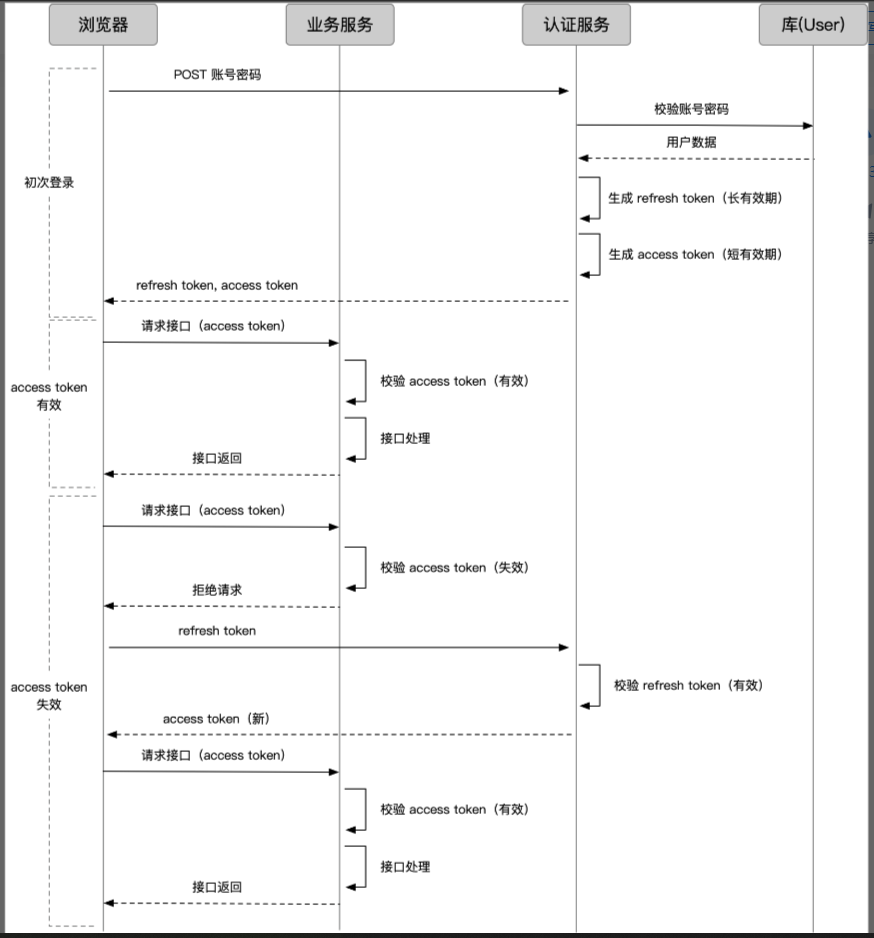 浏览器
业务服务
认证服务
库(User)
POST 账号密码
校验账号密码
用户数据
初次登录
生成 refresh token（长有效期）
生成 access token（短有效期）
refresh token, access token
请求接口（access token）
校验 access token（有效）
access token
有效
接口处理
接口返回
请求接口（access token）
校验 access token（失效）
拒绝请求
refresh token
校验 refresh token（有效）
access token
失效
access token（新）
请求接口（access token）
校验 access token（有效）
接口处理
接口返回